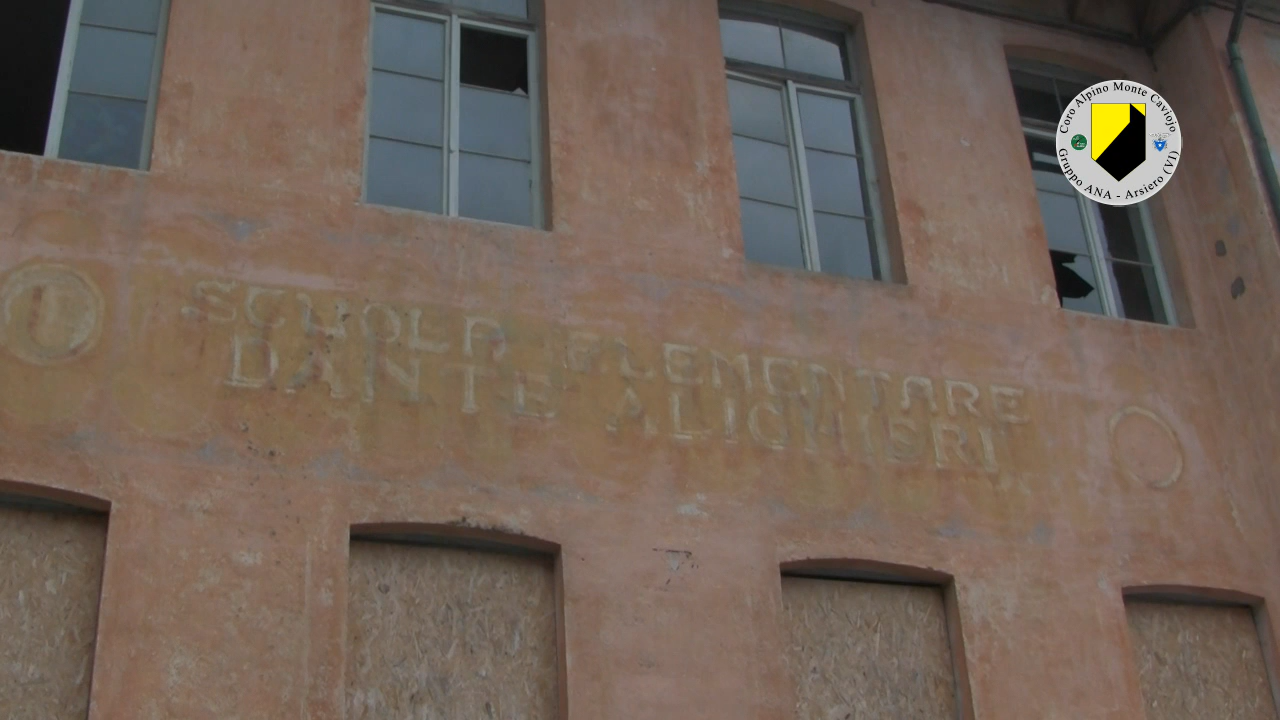 SCUOLA ELEMENTARE
DANTE ALIGHIERI
Coro Alpino Monte Caviojo
Gruppo ANA - Arsiero (VI)